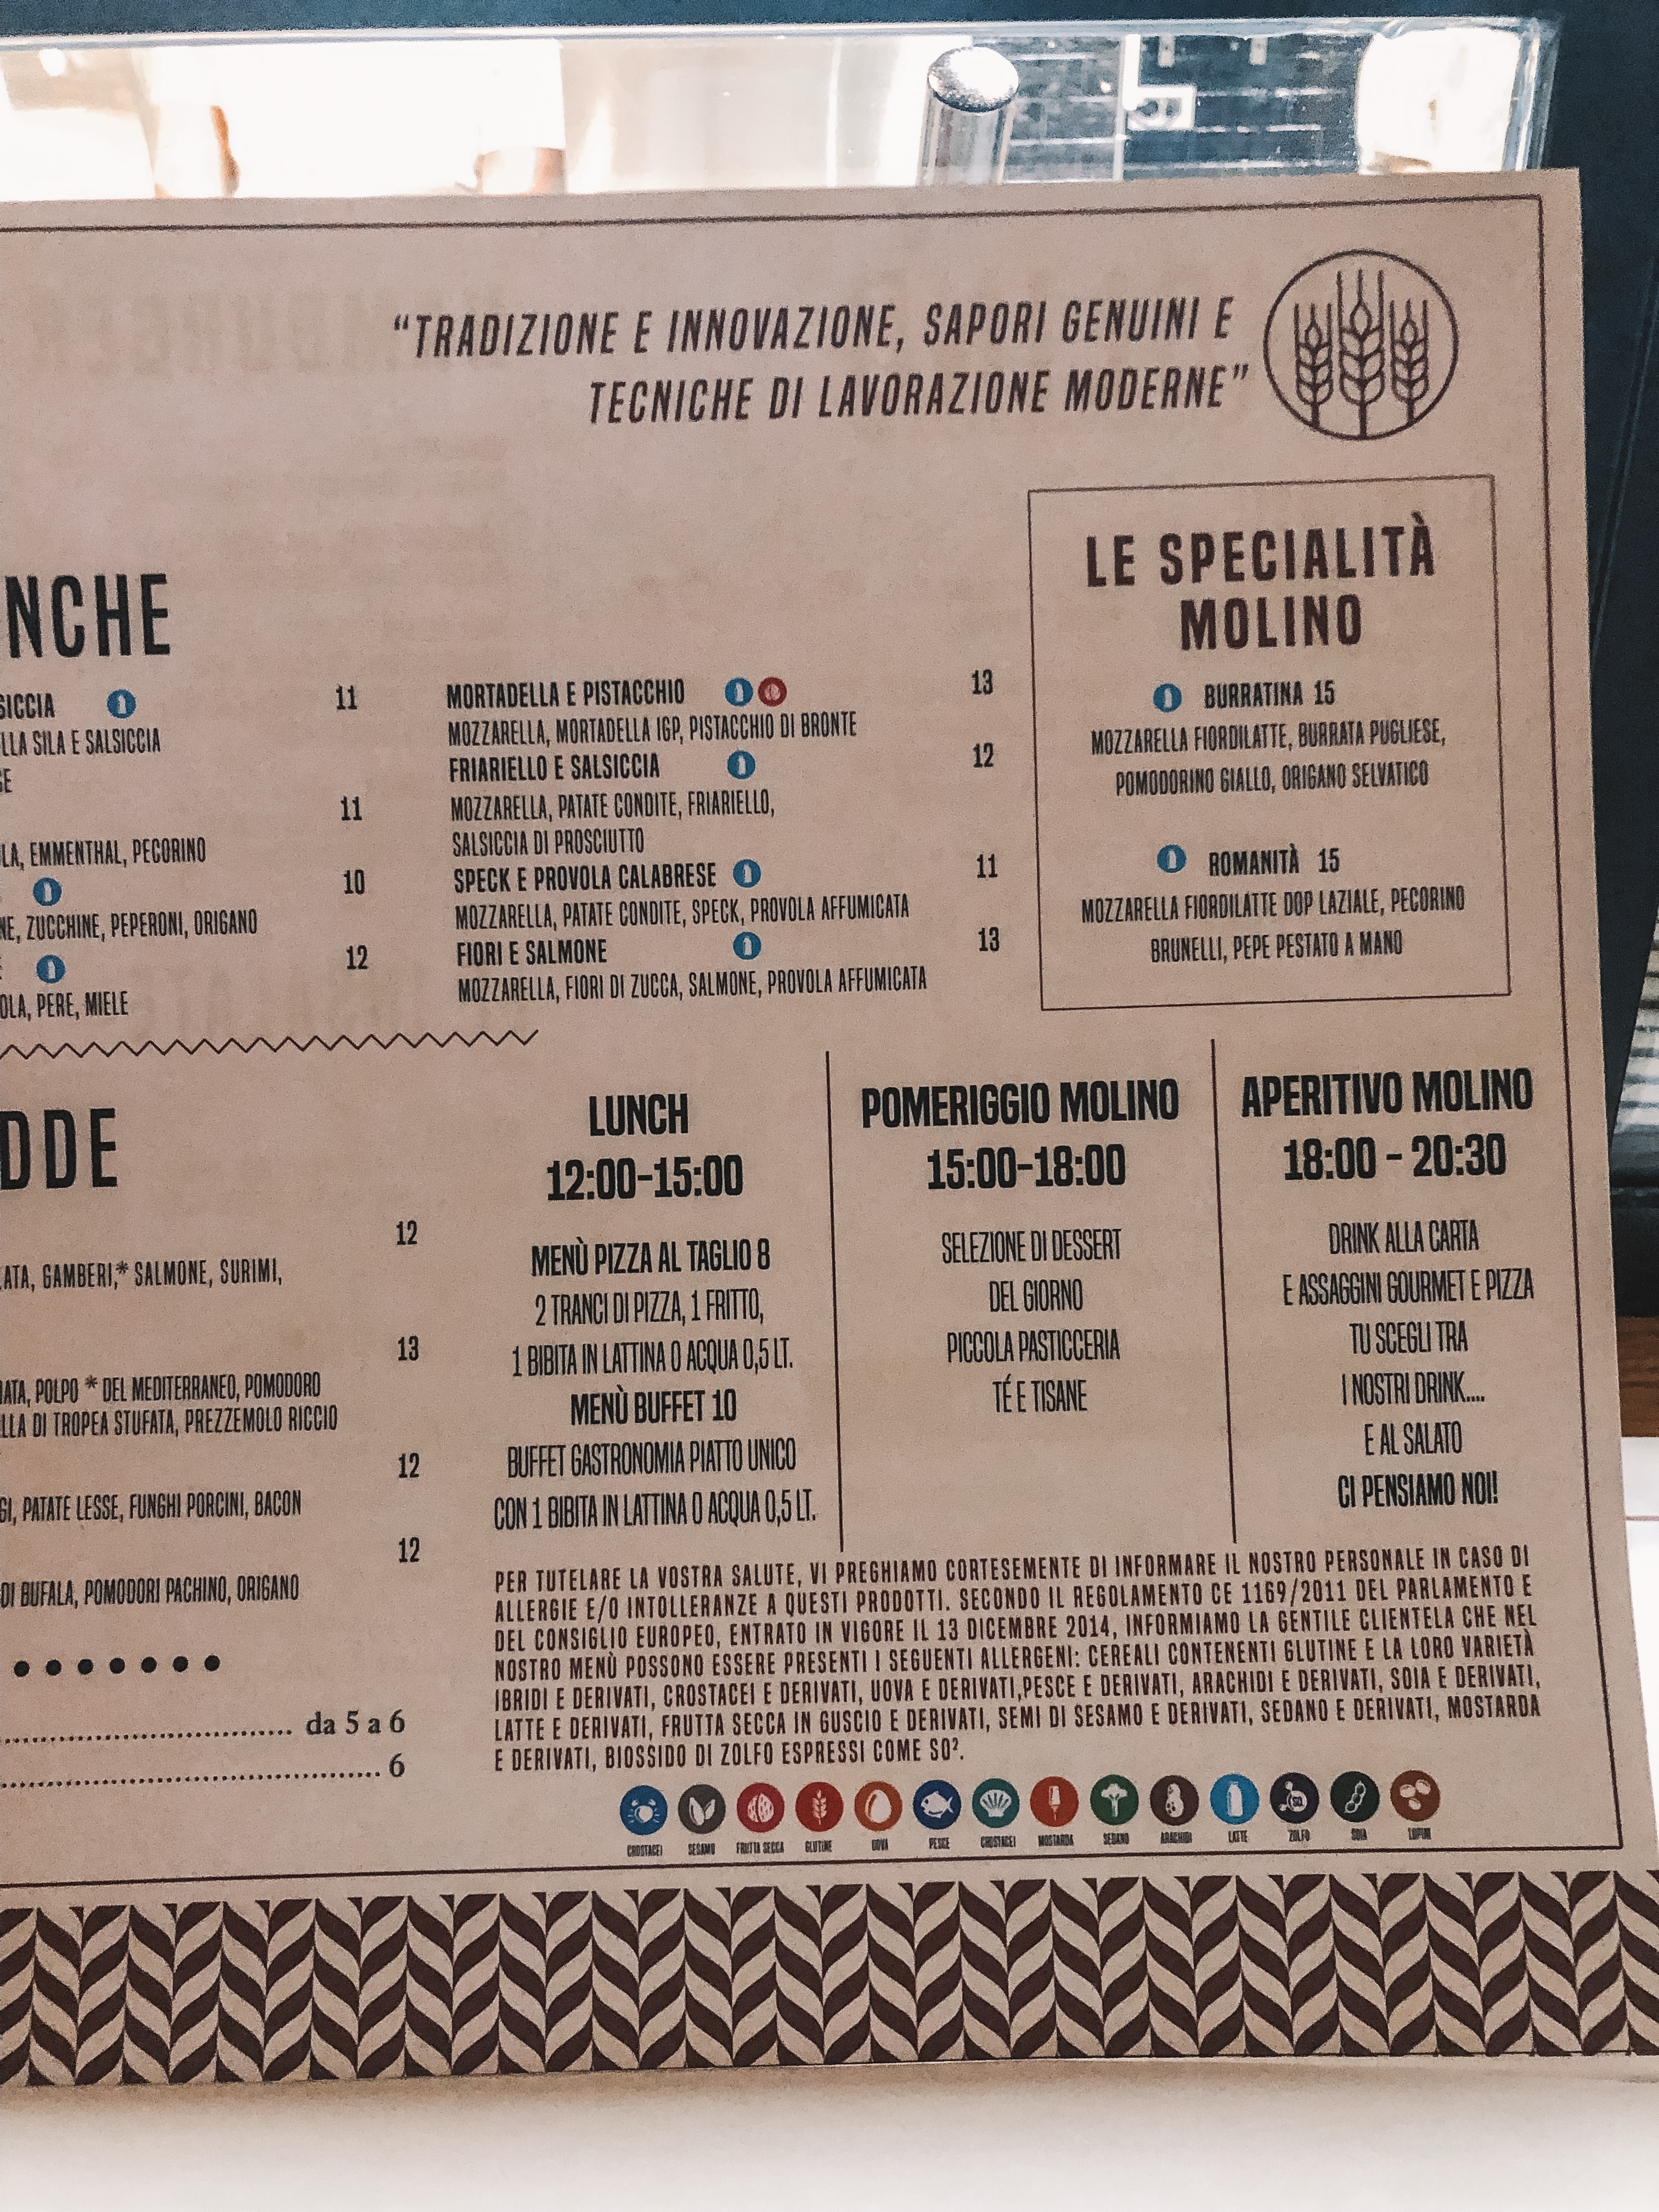 “TRADIZIONE E INNOVAZIONE, SAPORI GENUINI E
TECNICHE DI LAVORAZIONE MODERNE”
NCHE
SICCIA 11
LLA SILA E SALSICCIA
GE
11
LA, EMMENTHAL, PECORINO
10
NE, ZUCCHINE, PEPERONI, ORIGANO
12
OLA, PERE, MIELE
MORTADELLA E PISTACCHIO 13
MOZZARELLA, MORTADELLA IGP, PISTACCHIO DI BRONTE
FRIARIELLO E SALSICCIA 12
MOZZARELLA, PATATE CONDITE, FRIARIELLO,
SALSICCIA DI PROSCIUTTO
SPECK E PROVOLA CALABRESE 11
MOZZARELLA, PATATE CONDITE, SPECK, PROVOLA AFFUMICATA
FIORI E SALMONE 13
MOZZARELLA, FIORI DI ZUCCA, SALMONE, PROVOLA AFFUMICATA
LE SPECIALITÀ
MOLINO
BURRATINA 15
MOZZARELLA FIORDILATTE, BURRATA PUGLIESE,
POMODORINO GIALLO, ORIGANO SELVATICO
ROMANITÀ 15
MOZZARELLA FIORDILATTE DOP LAZIALE, PECORINO
BRUNELLI, PEPE PESTATO A MANO
DDE
12
ATA, GAMBERI,* SALMONE, SURIMI,
13
ATA, POLPO * DEL MEDITERRANEO, POMODORO
LLA DI TROPEA STUFATA, PREZZEMOLO RICCIO
12
GI, PATATE LESSE, FUNGHI PORCINI, BACON
12
DI BUFALA, POMODORI PACHINO, ORIGANO
da 5 a 6
6
LUNCH
12:00-15:00
MENÙ PIZZA AL TAGLIO 8
2 TRANCI DI PIZZA, 1 FRITTO,
1 BIBITA IN LATTINA O ACQUA 0,5 LT.
MENÙ BUFFET 10
BUFFET GASTRONOMIA PIATTO UNICO
CON 1 BIBITA IN LATTINA O ACQUA 0,5 LT.
POMERIGGIO MOLINO
15:00-18:00
SELEZIONE DI DESSERT
DEL GIORNO
PICCOLA PASTICCERIA
TÉ E TISANE
APERITIVO MOLINO
18:00 - 20:30
DRINK ALLA CARTA
E ASSAGGINI GOURMET E PIZZA
TU SCEGLI TRA
I NOSTRI DRINK....
E AL SALATO
CI PENSIAMO NOI!
PER TUTELARE LA VOSTRA SALUTE, VI PREGHIAMO CORTESEMENTE DI INFORMARE IL NOSTRO PERSONALE IN CASO DI
ALLERGIE E/O INTOLLERANZE A QUESTI PRODOTTI. SECONDO IL REGOLAMENTO CE 1169/2011 DEL PARLAMENTO E
DEL CONSIGLIO EUROPEO, ENTRATO IN VIGORE IL 13 DICEMBRE 2014, INFORMIAMO LA GENTILE CLIENTELA CHE NEL
NOSTRO MENÙ POSSONO ESSERE PRESENTI I SEGUENTI ALLERGENI: CEREALI CONTENENTI GLUTINE E LA LORO VARIETÀ
IBRIDI E DERIVATI, CROSTACEI E DERIVATI, UOVA E DERIVATI,PESCE E DERIVATI, ARACHIDI E DERIVATI, SOIA E DERIVATI,
LATTE E DERIVATI, FRUTTA SECCA IN GUSCIO E DERIVATI, SEMI DI SESAMO E DERIVATI, SEDANO E DERIVATI, MOSTARDA
E DERIVATI, BIOSSIDO DI ZOLFO ESPRESSI COME SO².
CROSTACEI SESAMO FRUTTA SECCA GLUTINE UOVA PESCE CROSTACEI MOSTARDA SEDANO ARACHIDI LATTE ZOLFO SOIA LUPINI